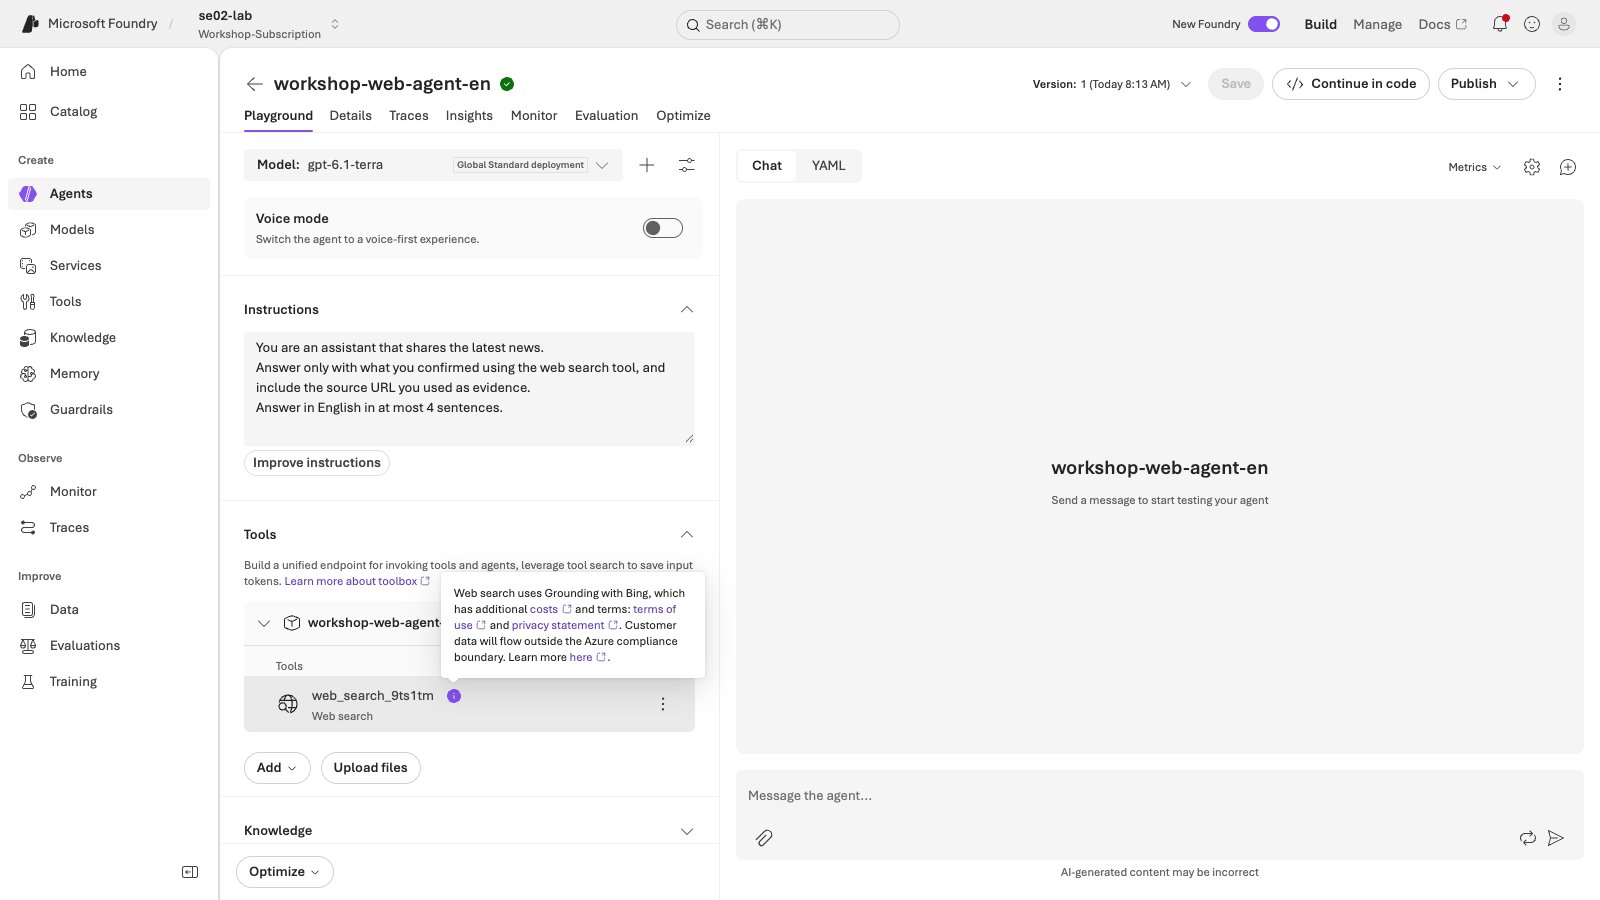 Microsoft Foundry
/
se02-lab
Workshop-Subscription
Search (⌘K)
New Foundry
Build
Manage
Docs
Home
Catalog
Create
Agents
Models
Services
Tools
Knowledge
Memory
Guardrails
Observe
Monitor
Traces
Improve
Data
Evaluations
Training
workshop-web-agent-en
Version: 1 (Today 8:13 AM)
Save
Continue in code
Publish
Playground
Details
Traces
Insights
Monitor
Evaluation
Optimize
Model: gpt-6.1-terra
Global Standard deployment
Voice mode
Switch the agent to a voice-first experience.
Instructions
You are an assistant that shares the latest news.
Answer only with what you confirmed using the web search tool, and
include the source URL you used as evidence.
Answer in English in at most 4 sentences.
Improve instructions
Tools
Build a unified endpoint for invoking tools and agents, leverage tool search to save input
tokens. Learn more about toolbox
workshop-web-agent-
Web search uses Grounding with Bing, which
has additional costs and terms: terms of
use and privacy statement. Customer
data will flow outside the Azure compliance
boundary. Learn more here.
Tools
web_search_9ts1tm
Web search
Add
Upload files
Knowledge
Optimize
Chat
YAML
Metrics
workshop-web-agent-en
Send a message to start testing your agent
Message the agent...
AI-generated content may be incorrect